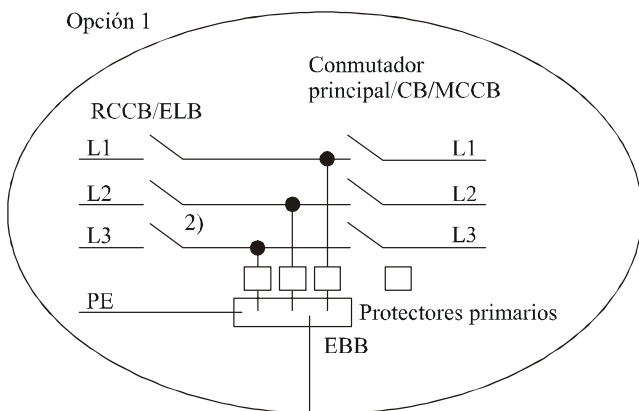 Opción 1
Conmutador
principal/CB/MCCB
RCCB/ELB
L1
L1
L2
L2
2)
L3
L3
PE
Protectores primarios
EBB